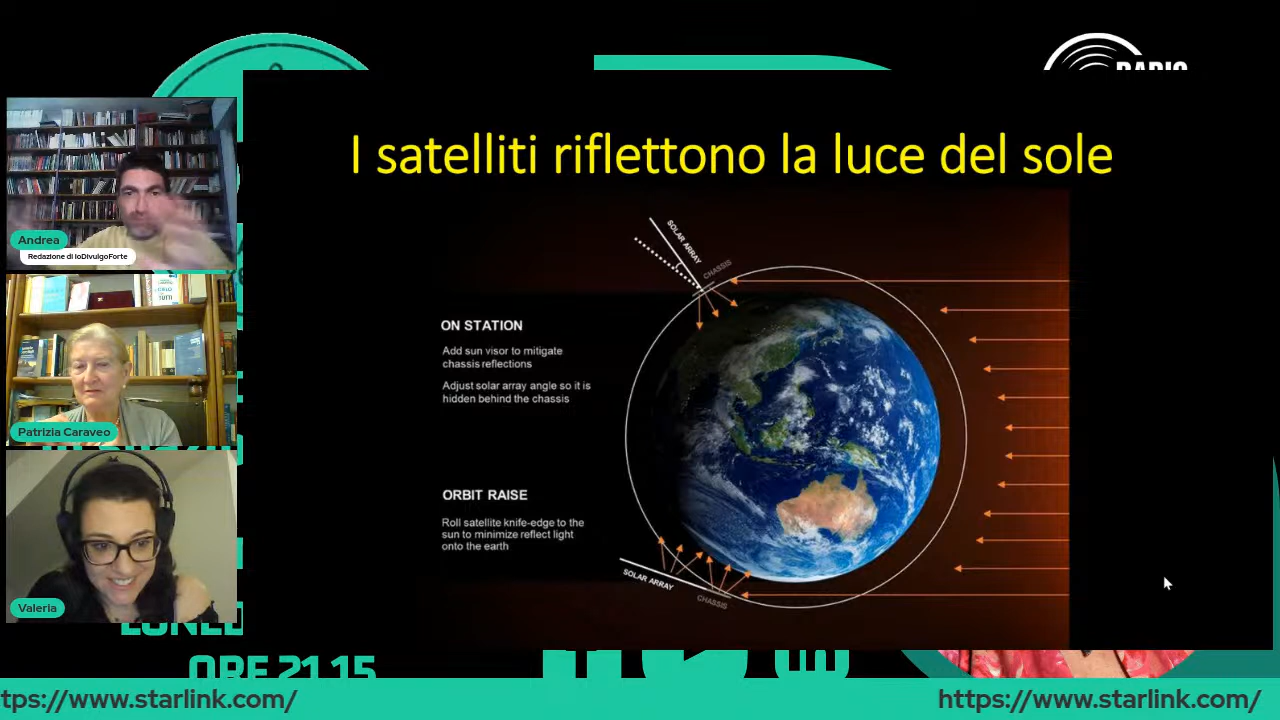 RADIO
I satelliti riflettono la luce del sole
SOLAR ARRAY
CHASSIS
ON STATION
Add sun visor to mitigate
chassis reflections
Adjust solar array angle so it is
hidden behind the chassis
ORBIT RAISE
Roll satellite knife-edge to the
sun to minimize reflect light
onto the earth
SOLAR ARRAY
CHASSIS
Andrea
Redazione di IoDivulgoForte
Patrizia Caraveo
Valeria
LUNED
ORE 21.15
tps://www.starlink.com/
https://www.starlink.com/